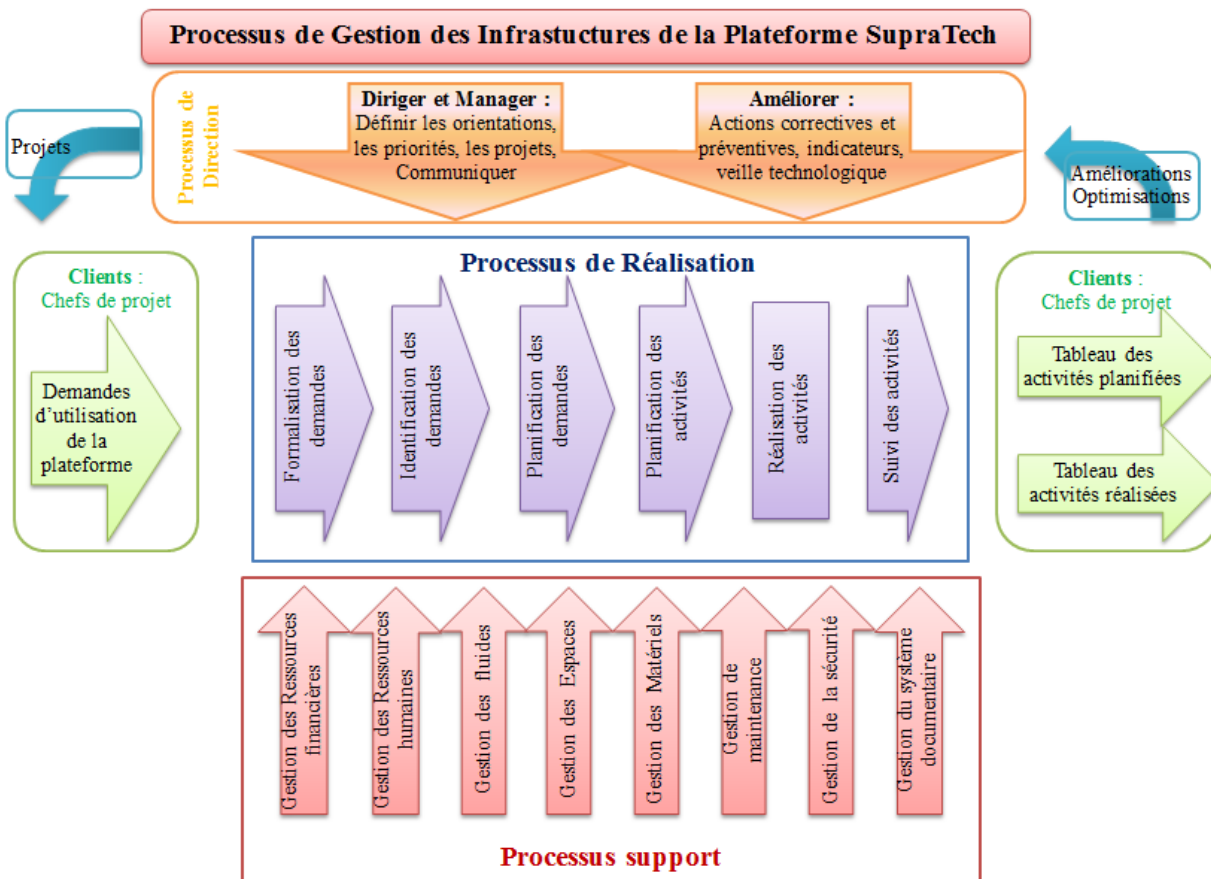 Processus de Gestion des Infrastuctures de la Plateforme SupraTech
Processus de
Direction
Diriger et Manager :
Définir les orientations,
les priorités, les projets,
Communiquer
Améliorer :
Actions correctives et
préventives, indicateurs,
veille technologique
Projets
Améliorations
Optimisations
Clients :
Chefs de projet
Demandes
d'utilisation
de la
plateforme
Processus de Réalisation
Formalisation des
demandes
Identification des
demandes
Planification des
demandes
Planification des
activités
Réalisation des
activités
Suivi des activités
Clients :
Chefs de projet
Tableau des
activités planifiées
Tableau des
activités réalisées
Gestion des Ressources
financières
Gestion des Ressources
humaines
Gestion des fluides
Gestion des Espaces
Gestion des Matériels
Gestion de
maintenance
Gestion de la sécurité
Gestion du système
documentaire
Processus support